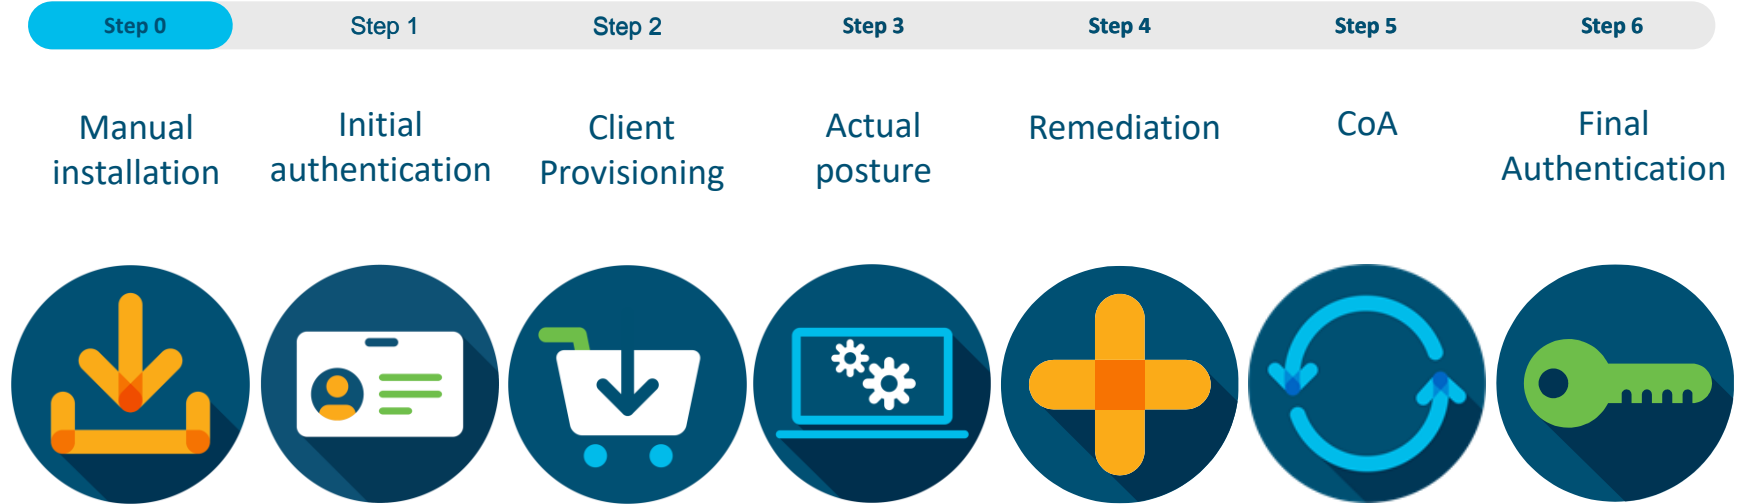 Step 0
Step 1
Step 2
Step 3
Step 4
Step 5
Step 6
Manual
installation
Initial
authentication
Client
Provisioning
Actual
posture
Remediation
CoA
Final
Authentication